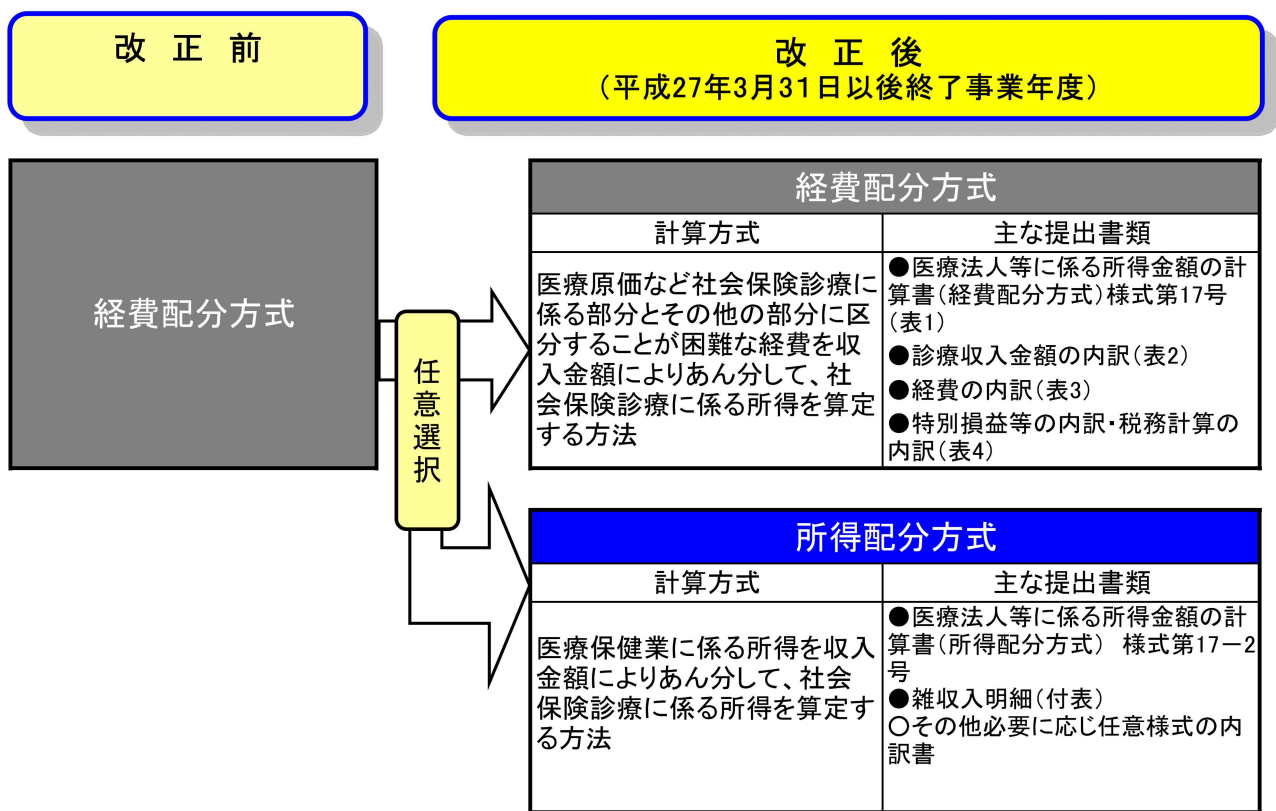 改 正 前
改 正 後
(平成27年3月31日以後終了事業年度)
経費配分方式
任意選択
経費配分方式
計算方式
主な提出書類
医療原価など社会保険診療に
係る部分とその他の部分に区
分することが困難な経費を収
入金額によりあん分して、社
会保険診療に係る所得を算定
する方法
●医療法人等に係る所得金額の計
算書(経費配分方式)様式第17号
(表1)
●診療収入金額の内訳(表2)
●経費の内訳(表3)
●特別損益等の内訳・税務計算の
内訳(表4)
所得配分方式
計算方式
主な提出書類
医療保健業に係る所得を収入
金額によりあん分して、社会
保険診療に係る所得を算定す
る方法
●医療法人等に係る所得金額の計
算書(所得配分方式) 様式第17-2
号
●雑収入明細(付表)
○その他必要に応じ任意様式の内
訳書